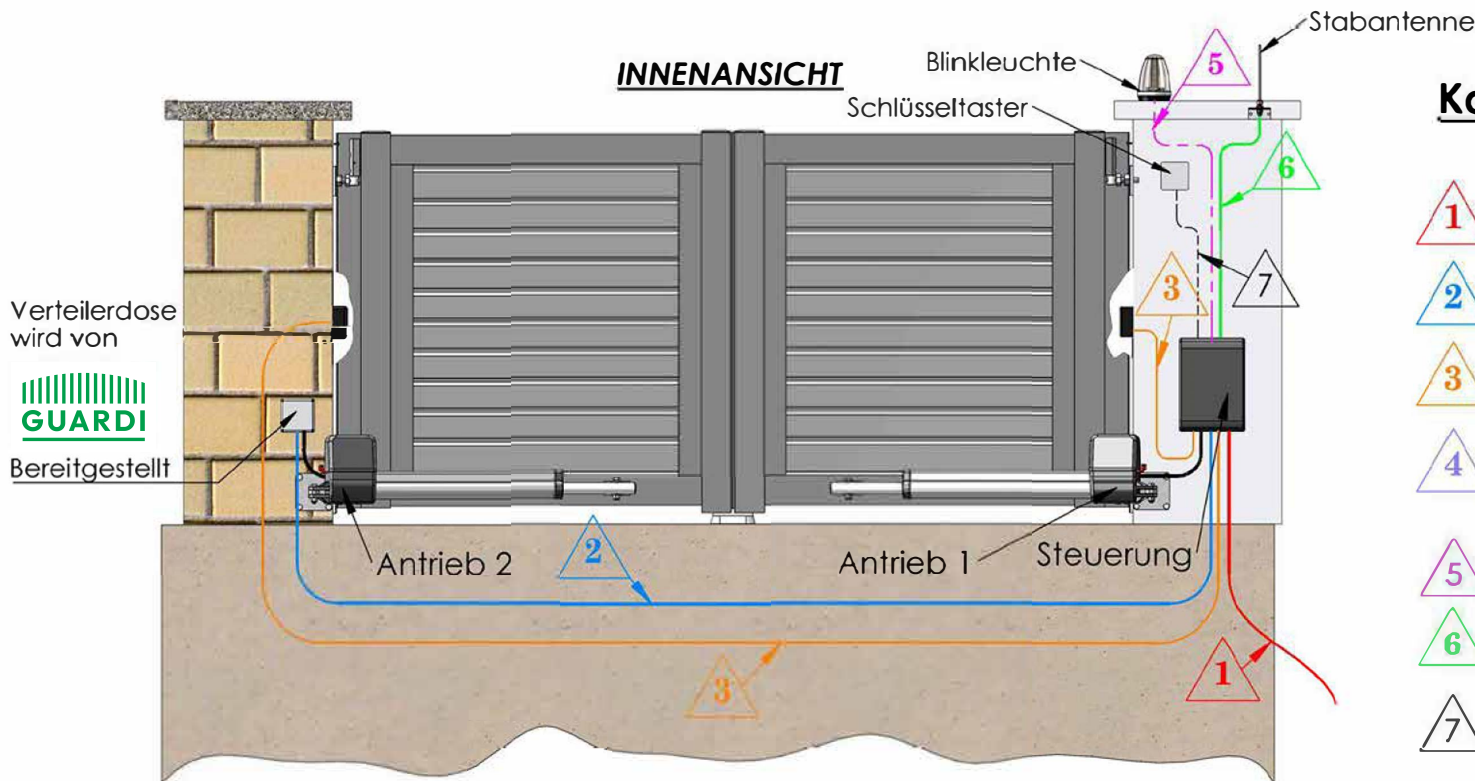 INNENANSICHT
Stabantenne
Blinkleuchte
Schlüsseltaster
5
6
3
7
Verteilerdose
wird von
GUARDI
Bereitgestellt
Antrieb 2
2
Antrieb 1
Steuerung
3
1
1
2
3
4
5
6
7